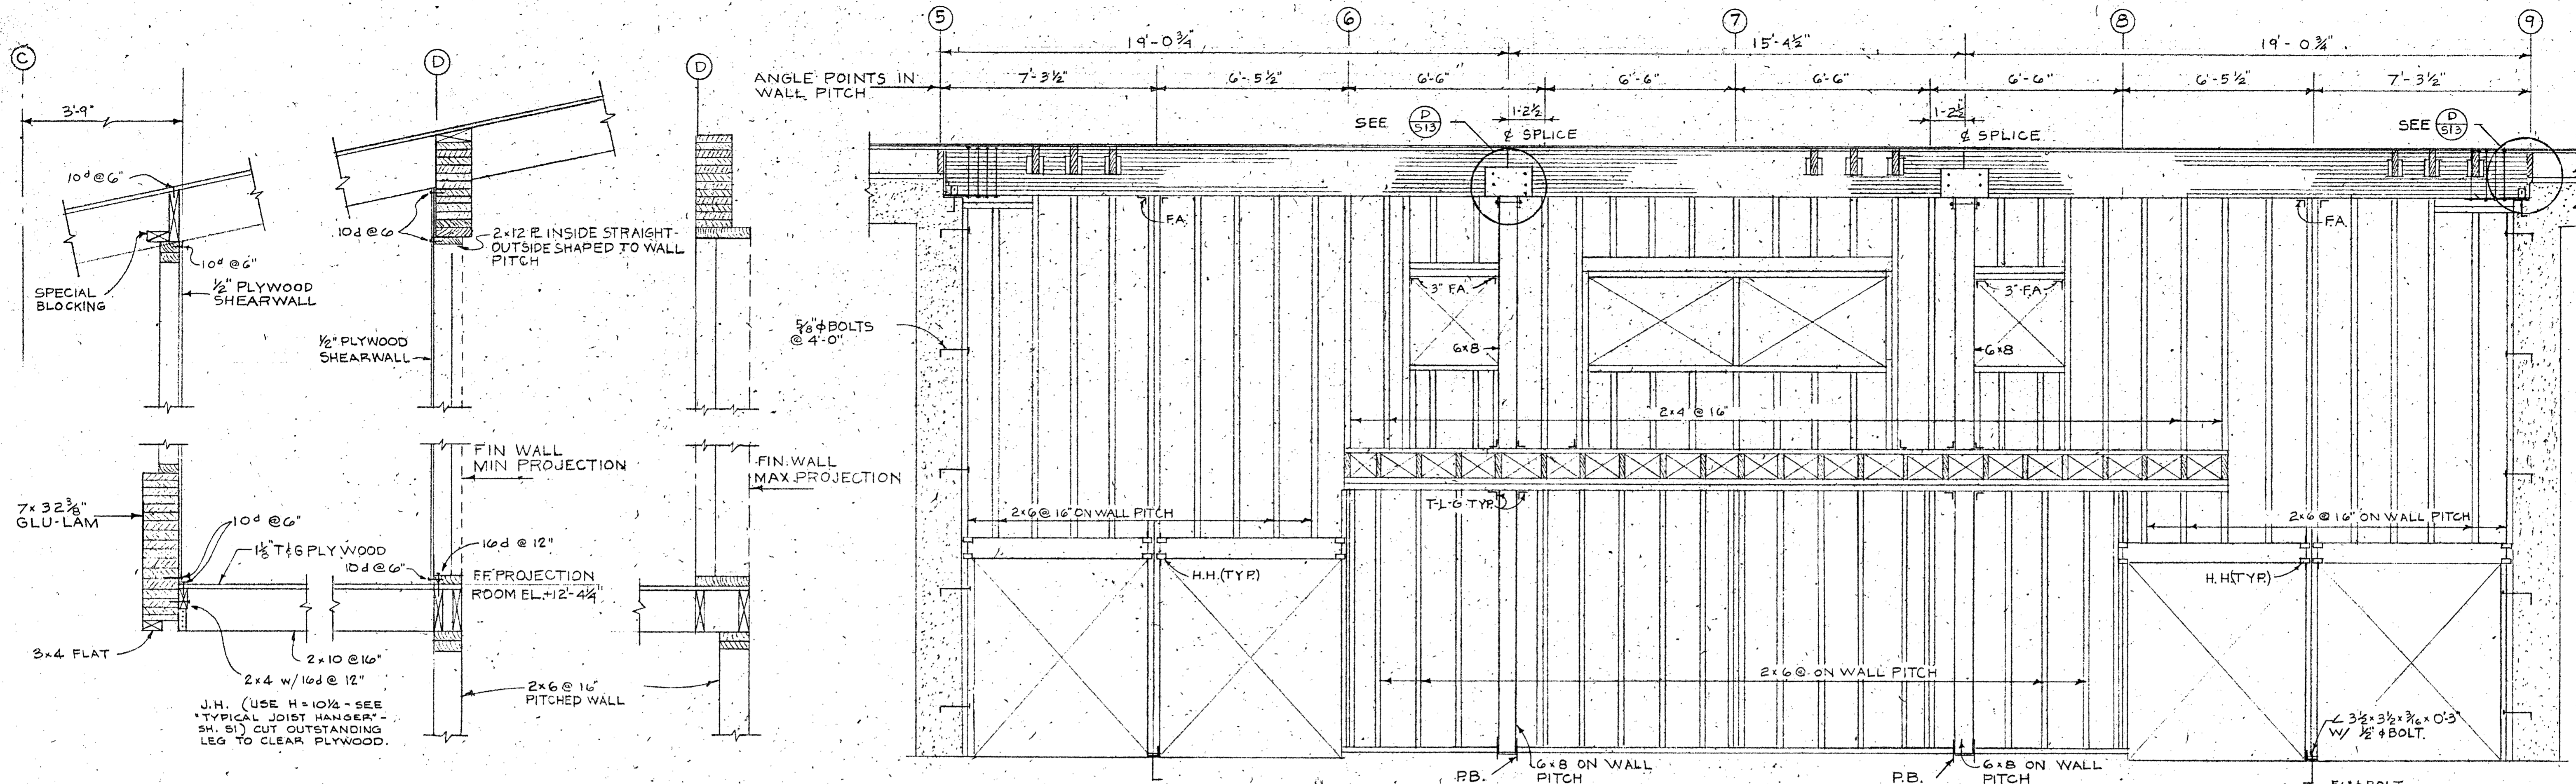 C
3'-9"
10d @ 6"
10d @ 6"
SPECIAL
BLOCKING
1/2" PLYWOOD
SHEARWALL
7x 32 3/8"
GLU-LAM
10d @ 6"
1 1/8" T&G PLYWOOD
3x4 FLAT
2x10 @ 16"
2x4 w/ 16d @ 12"
J.H. (USE H = 10 1/4 - SEE
"TYPICAL JOIST HANGER" -
SH. S1) CUT OUTSTANDING
LEG TO CLEAR PLYWOOD.
D
10d @ 6
2x12 PL INSIDE STRAIGHT-
OUTSIDE SHAPED TO WALL
PITCH
1/2" PLYWOOD
SHEARWALL
FIN WALL
MIN PROJECTION
16d @ 12"
10d @ 6"
F.F. PROJECTION
ROOM EL. +12'-4 1/4"
2x6 @ 16"
PITCHED WALL
D
FIN. WALL
MAX. PROJECTION
5 6 7 8 9
19'-0 3/4" 15'-4 1/2" 19'-0 3/4"
ANGLE POINTS IN
WALL PITCH
7'-3 1/2" 6'-5 1/2" 6'-6" 6'-6" 6'-6" 6'-6" 6'-5 1/2" 7'-3 1/2"
1-2 1/2 1-2 1/2
SEE D
S13
℄ SPLICE
℄ SPLICE
SEE D
S13
F.A.
F.A.
3" F.A.
3" F.A.
5/8" φ BOLTS
@ 4'-0"
6x8
6x8
2x4 @ 16"
T-L-G TYP.
2x6 @ 16" ON WALL PITCH
2x6 @ 16" ON WALL PITCH
H.H. (TYP.)
H.H. (TYP.)
2x6 @ ON WALL PITCH
∠ 3 1/2 x 3 1/2 x 3/16 x 0'-3"
W/ 1/2" φ BOLT.
P.B.
6x8 ON WALL
PITCH
P.B.
6x8 ON WALL
PITCH